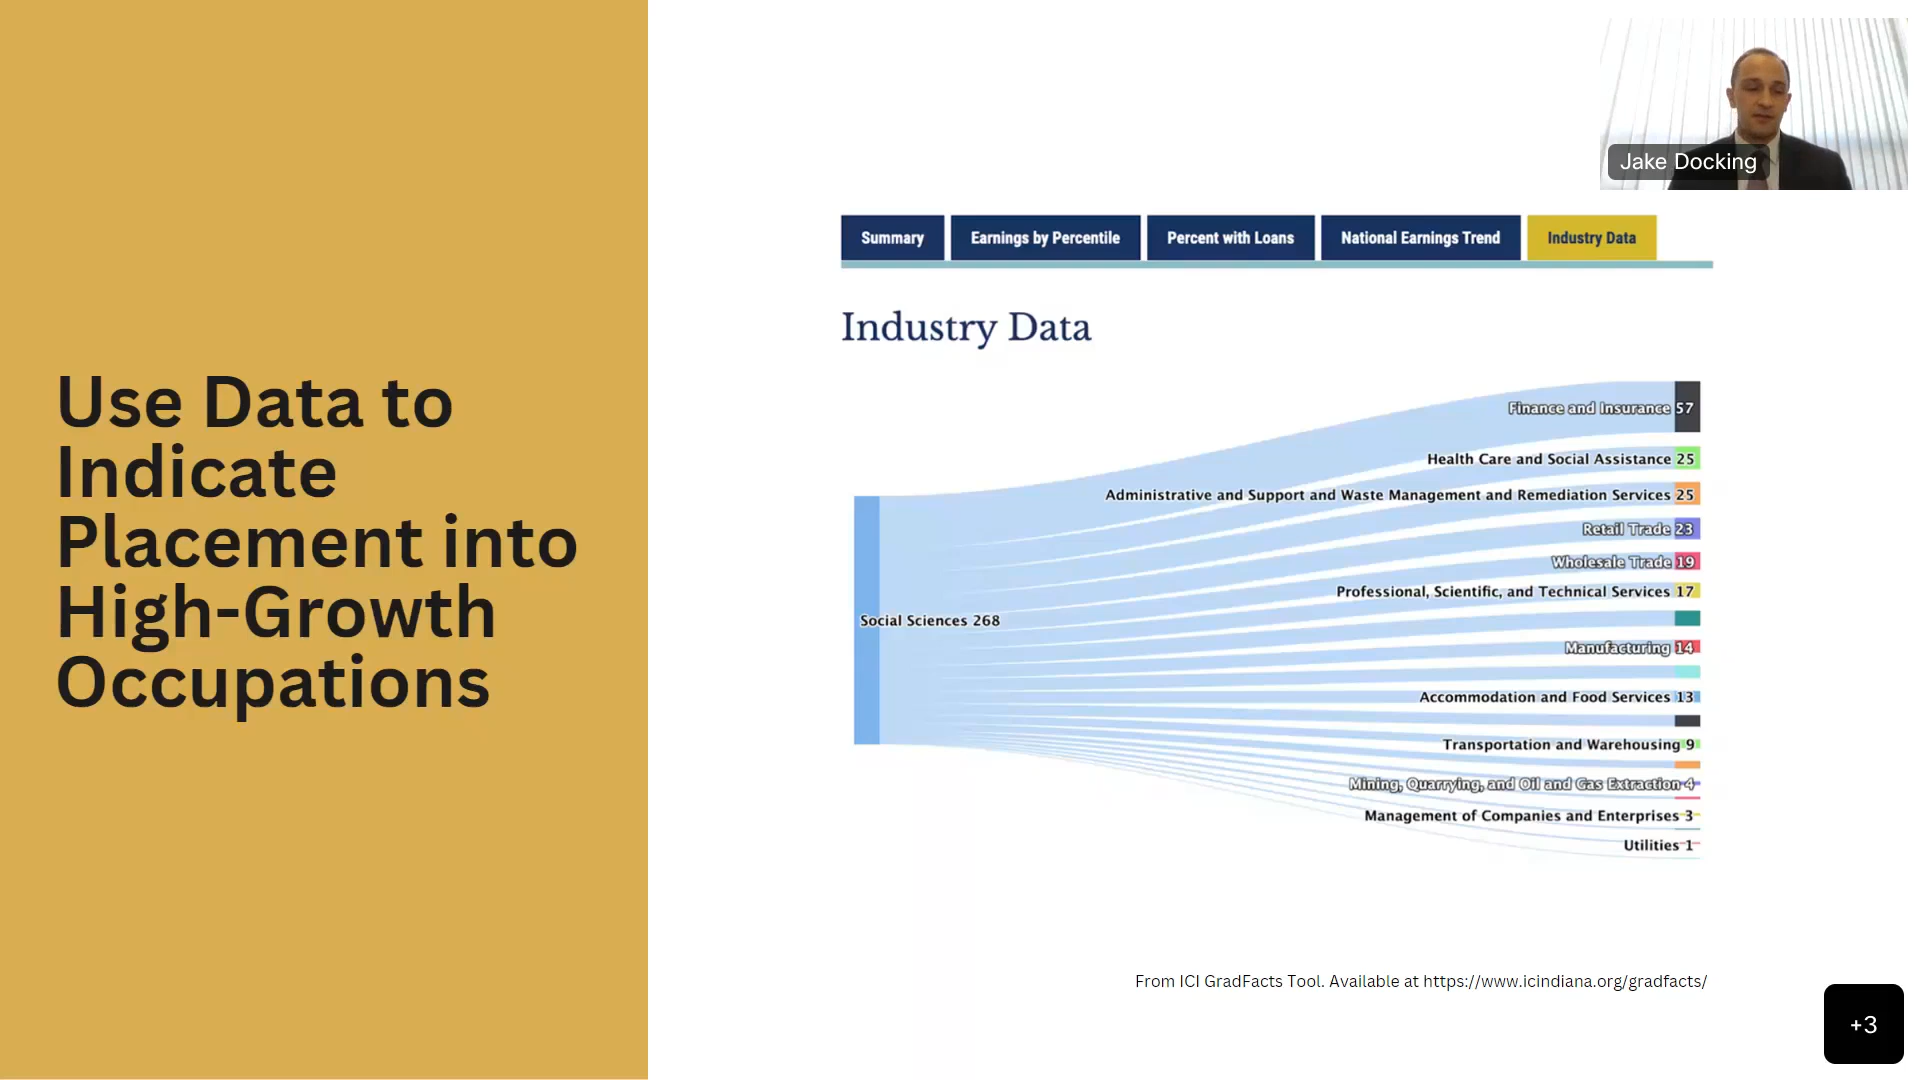 Use Data to
Indicate
Placement into
High-Growth
Occupations
Jake Docking
Summary
Earnings by Percentile
Percent with Loans
National Earnings Trend
Industry Data
Industry Data
Finance and Insurance 57
Health Care and Social Assistance 25
Administrative and Support and Waste Management and Remediation Services 25
Retail Trade 23
Wholesale Trade 19
Professional, Scientific, and Technical Services 17
Social Sciences 268
Manufacturing 14
Accommodation and Food Services 13
Transportation and Warehousing 9
Mining, Quarrying, and Oil and Gas Extraction 4
Management of Companies and Enterprises 3
Utilities 1
From ICI GradFacts Tool. Available at https://www.icindiana.org/gradfacts/
+3